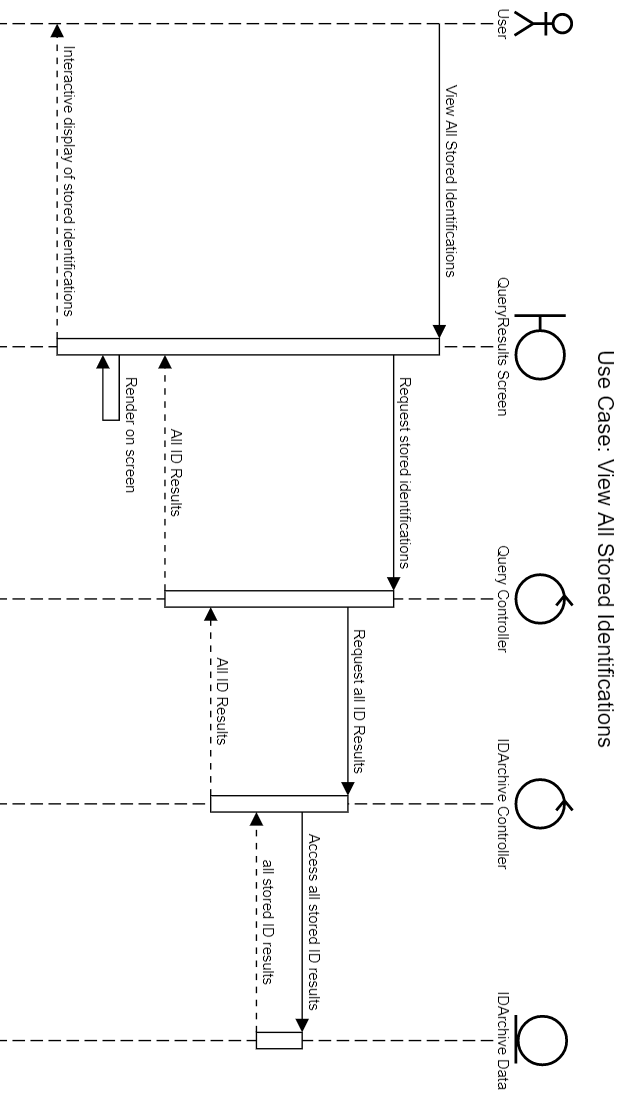 Use Case: View All Stored Identifications
User
QueryResults Screen
Query Controller
IDArchive Controller
IDArchive Data
View All Stored Identifications
Request stored identifications
Request all ID Results
Access all stored ID results
all stored ID results
All ID Results
All ID Results
Render on screen
Interactive display of stored identifications